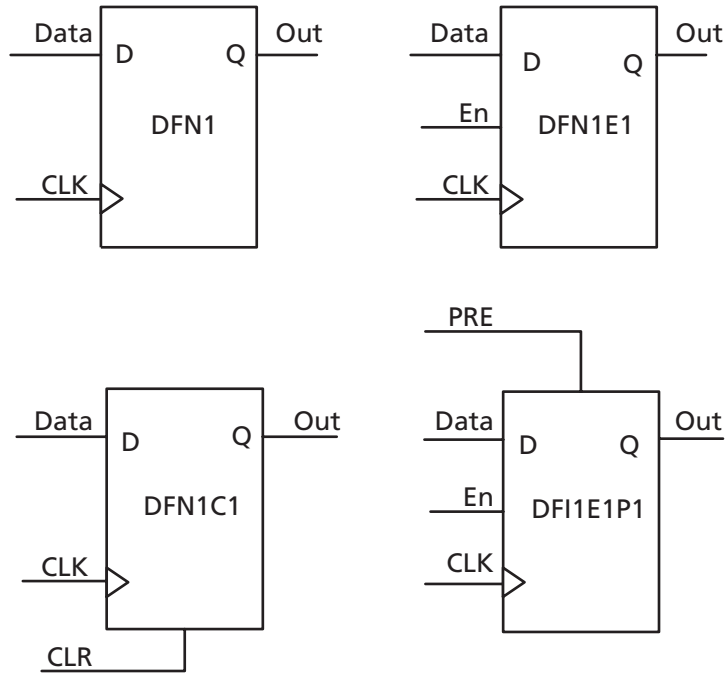 Data D Q Out
DFN1
CLK
Data D Q Out
En DFN1E1
CLK
Data D Q Out
DFN1C1
CLK
CLR
PRE
Data D Q Out
En DFI1E1P1
CLK